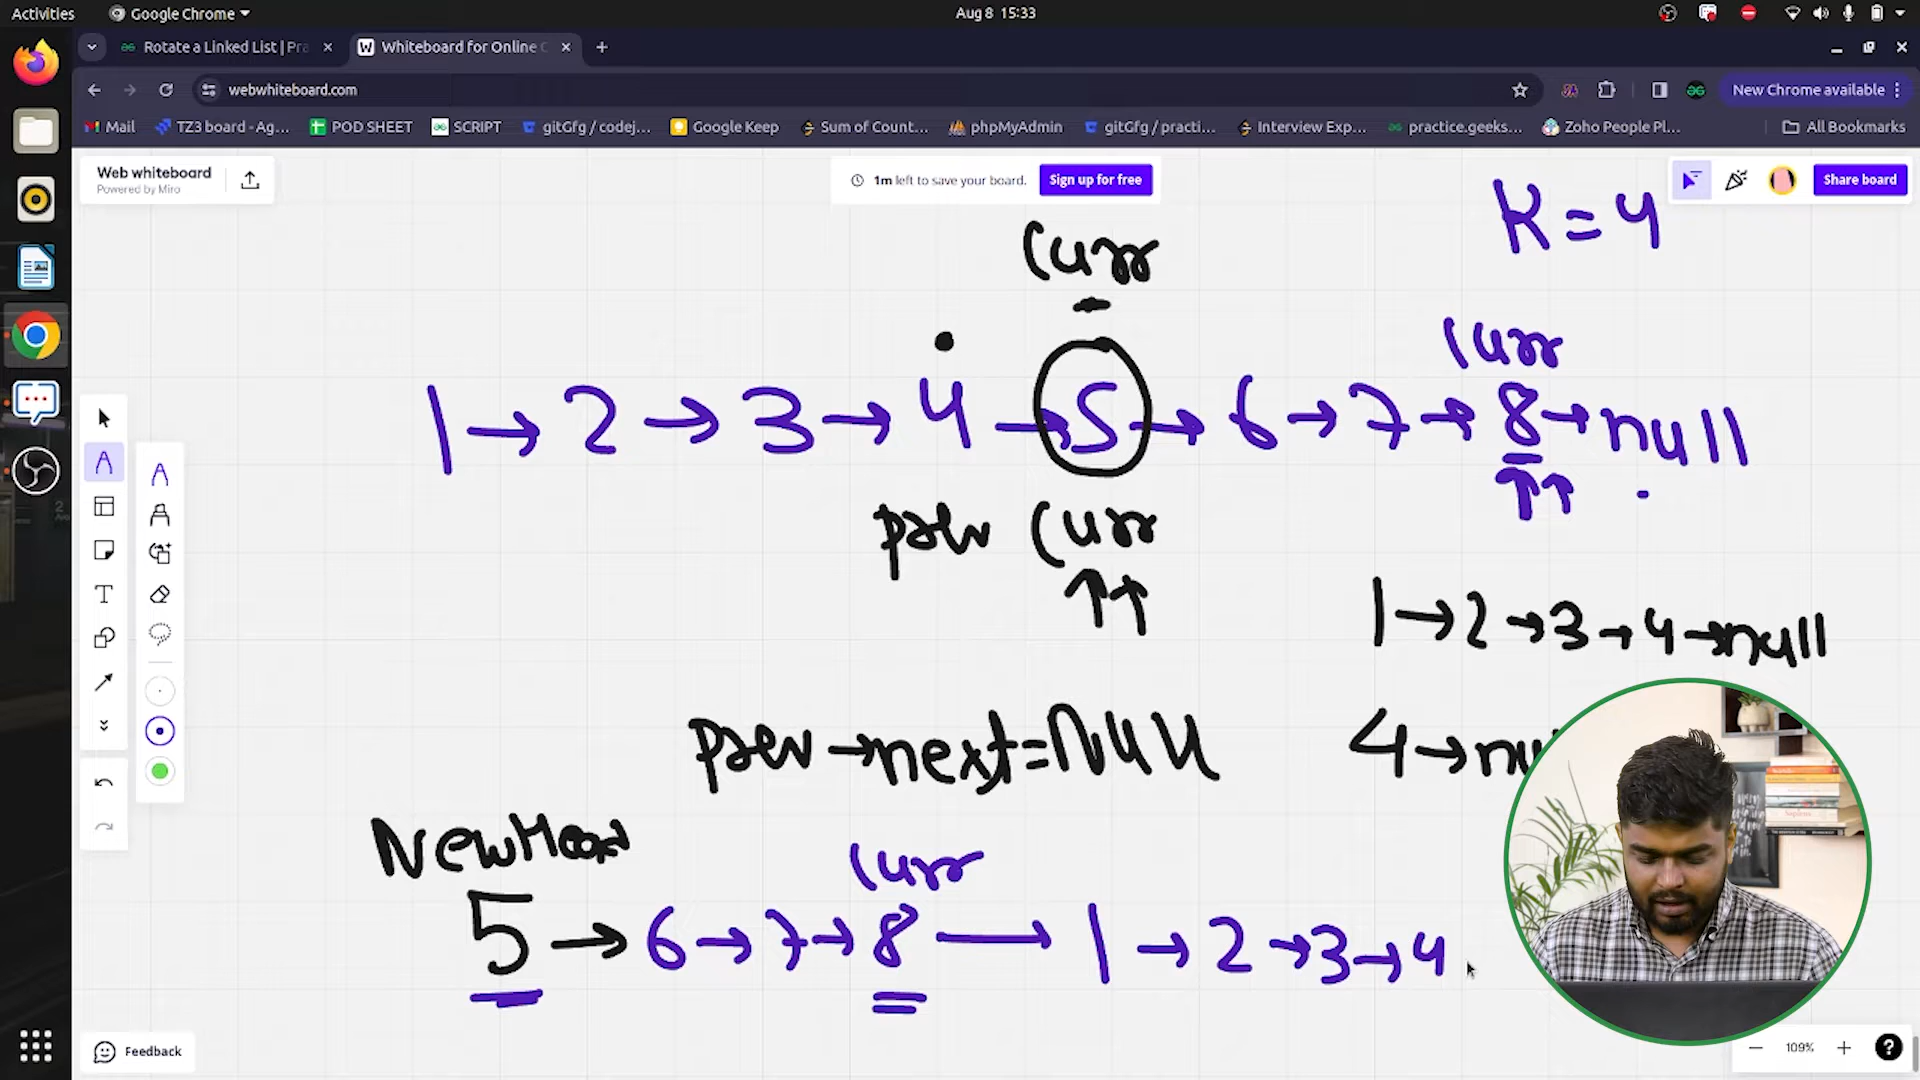 Activities
Google Chrome
Aug 8 15:33
Rotate a Linked List | Pra
Whiteboard for Online C
webwhiteboard.com
New Chrome available
Mail
TZ3 board - Ag...
POD SHEET
SCRIPT
gitGfg / codej...
Google Keep
Sum of Count...
phpMyAdmin
gitGfg / practi...
Interview Exp...
practice.geeks...
Zoho People Pl...
All Bookmarks
Web whiteboard
Powered by Miro
1m left to save your board.
Sign up for free
Share board
K = 4
Curr
Curr
1 → 2 → 3 → 4 → 5 → 6 → 7 → 8 → null
prev Curr
1 → 2 → 3 → 4 → null
prev → next = NULL
4 → nu
NewHead
Curr
5 → 6 → 7 → 8 → 1 → 2 → 3 → 4
Feedback
109%